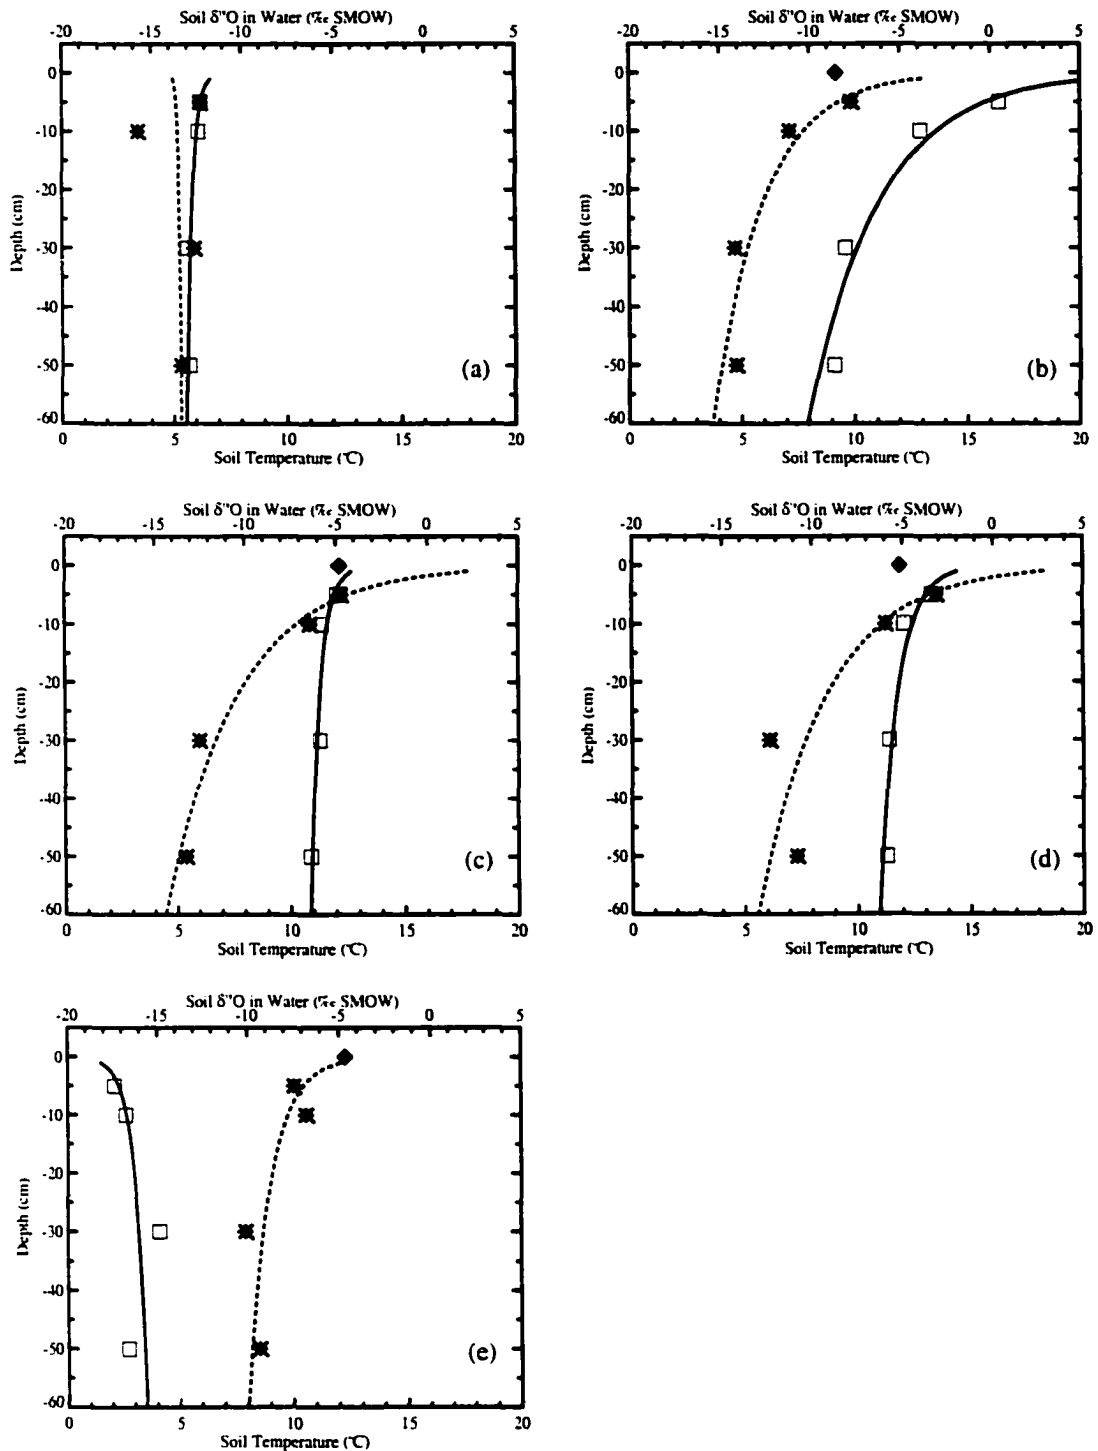 Soil δ18O in Water (‰ SMOW)
-20 -15 -10 -5 0 5
0
-10
-20
-30
-40
-50
-60
Depth (cm)
(a)
0 5 10 15 20
Soil Temperature (°C)
Soil δ18O in Water (‰ SMOW)
-20 -15 -10 -5 0 5
0
-10
-20
-30
-40
-50
-60
Depth (cm)
(b)
0 5 10 15 20
Soil Temperature (°C)
Soil δ18O in Water (‰ SMOW)
-20 -15 -10 -5 0 5
0
-10
-20
-30
-40
-50
-60
Depth (cm)
(c)
0 5 10 15 20
Soil Temperature (°C)
Soil δ18O in Water (‰ SMOW)
-20 -15 -10 -5 0 5
0
-10
-20
-30
-40
-50
-60
Depth (cm)
(d)
0 5 10 15 20
Soil Temperature (°C)
Soil δ18O in Water (‰ SMOW)
-20 -15 -10 -5 0 5
0
-10
-20
-30
-40
-50
-60
Depth (cm)
(e)
0 5 10 15 20
Soil Temperature (°C)